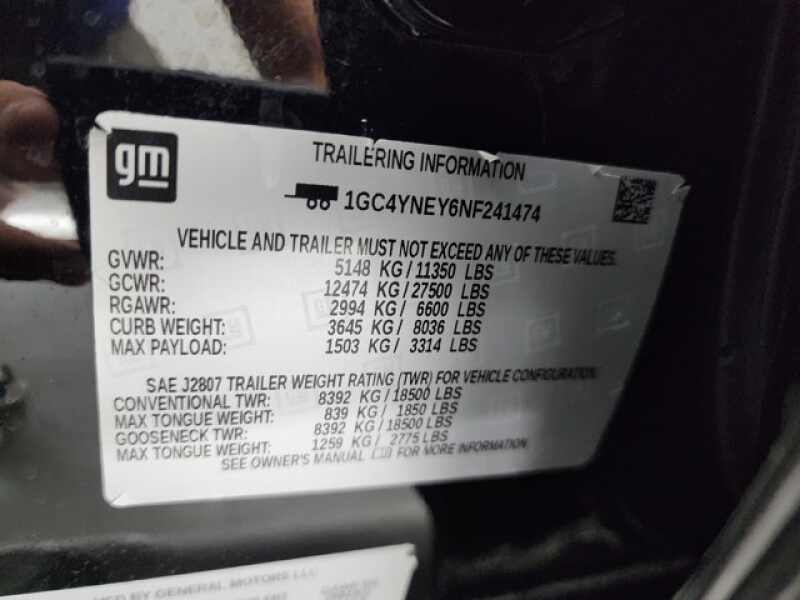 gm
TRAILERING INFORMATION
1GC4YNEY6NF241474
VEHICLE AND TRAILER MUST NOT EXCEED ANY OF THESE VALUES.
GVWR: 5148 KG/11350 LBS
GCWR: 12474 KG/27500 LBS
RGAWR: 2994 KG/ 6600 LBS
CURB WEIGHT: 3645 KG/ 8036 LBS
MAX PAYLOAD: 1503 KG/ 3314 LBS
SAE J2807 TRAILER WEIGHT RATING (TWR) FOR VEHICLE CONFIGURATION.
CONVENTIONAL TWR: 8392 KG/18500 LBS
MAX TONGUE WEIGHT: 839 KG/ 1850 LBS
GOOSENECK TWR: 8392 KG/18500 LBS
MAX TONGUE WEIGHT: 1259 KG/ 2775 LBS
SEE OWNER'S MANUAL FOR MORE INFORMATION
BY GENERAL MOTORS LLC